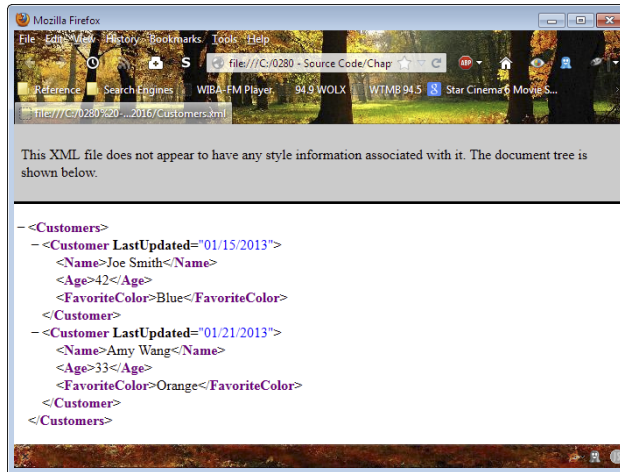 Mozilla Firefox
File Edit View History Bookmarks Tools Help
S file:///C:/0280 - Source Code/Chap ABP
Reference Search Engines WIBA-FM Player. 94.9 WOLX WTMB 94.5 8 Star Cinema 6 Movie S...
file:///C:/0280%20-...2016/Customers.xml
This XML file does not appear to have any style information associated with it. The document tree is
shown below.
− <Customers>
− <Customer LastUpdated="01/15/2013">
<Name>Joe Smith</Name>
<Age>42</Age>
<FavoriteColor>Blue</FavoriteColor>
</Customer>
− <Customer LastUpdated="01/21/2013">
<Name>Amy Wang</Name>
<Age>33</Age>
<FavoriteColor>Orange</FavoriteColor>
</Customer>
</Customers>